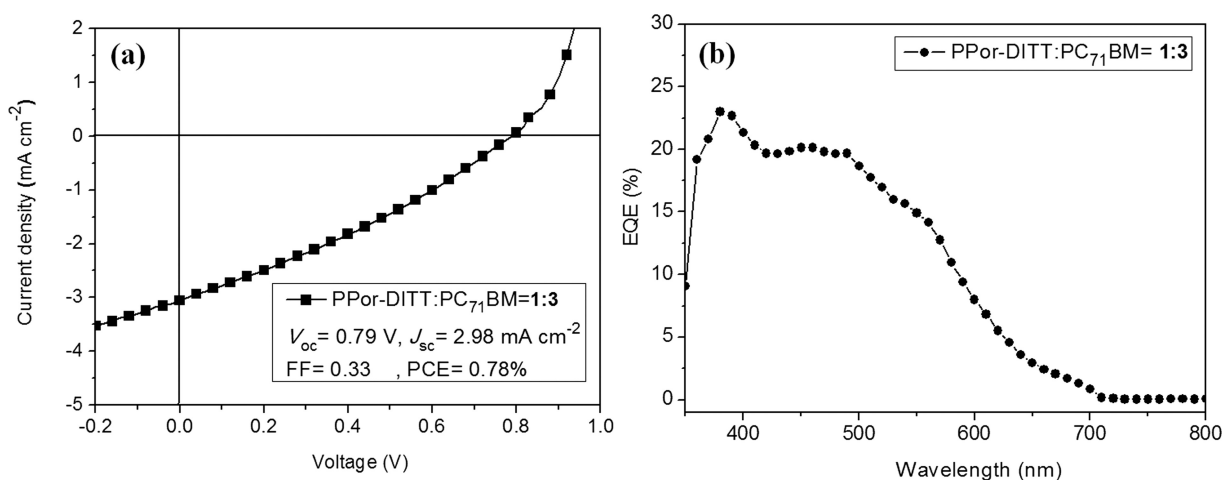 (a)
2
1
0
-1
-2
-3
-4
-5
Current density (mA cm⁻²)
PPor-DITT:PC₇₁BM=1:3
Voc= 0.79 V, Jsc= 2.98 mA cm⁻²
FF= 0.33 , PCE= 0.78%
-0.2 0.0 0.2 0.4 0.6 0.8 1.0
Voltage (V)
(b)
30
25
20
15
10
5
0
EQE (%)
PPor-DITT:PC₇₁BM= 1:3
400 500 600 700 800
Wavelength (nm)